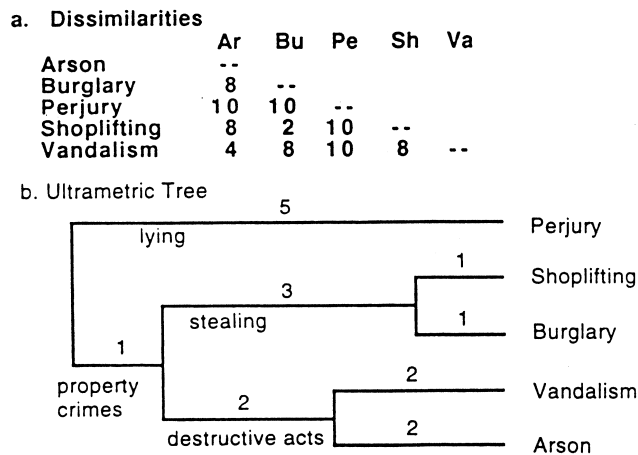 a. Dissimilarities
Ar Bu Pe Sh Va
Arson --
Burglary 8 --
Perjury 10 10 --
Shoplifting 8 2 10 --
Vandalism 4 8 10 8 --
b. Ultrametric Tree
5
Perjury
lying
1
Shoplifting
3
stealing
1
Burglary
1
property
crimes
2
Vandalism
2
destructive acts
2
Arson